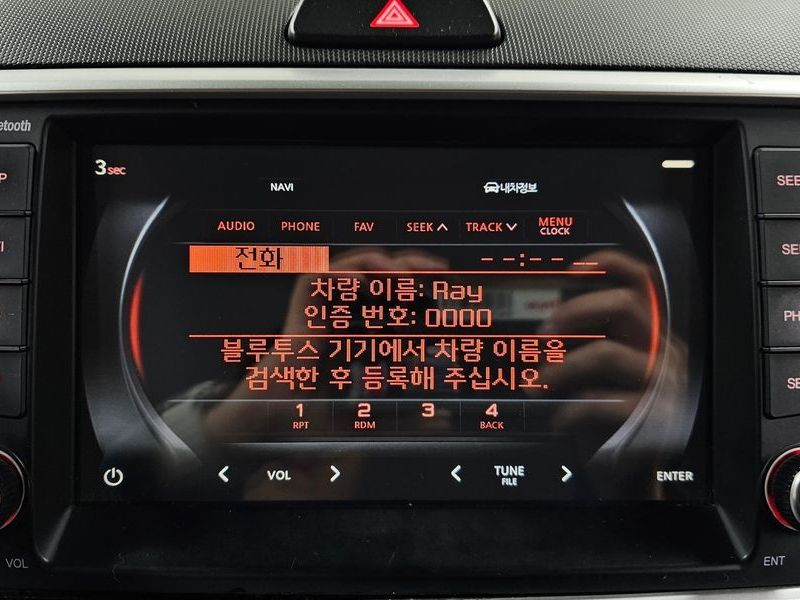 etooth
3 sec
NAVI
내차정보
AUDIO PHONE FAV SEEK TRACK MENU CLOCK
전화 --:-- --
차량 이름: Ray
인증 번호: 0000
블루투스 기기에서 차량 이름을
검색한 후 등록해 주십시오.
1 RPT 2 RDM 3 4 BACK
< VOL > < TUNE FILE > ENTER
VOL
ENT